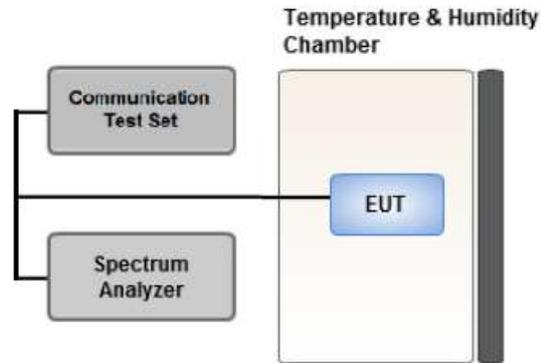 Temperature & Humidity
Chamber
Communication
Test Set
EUT
Spectrum
Analyzer